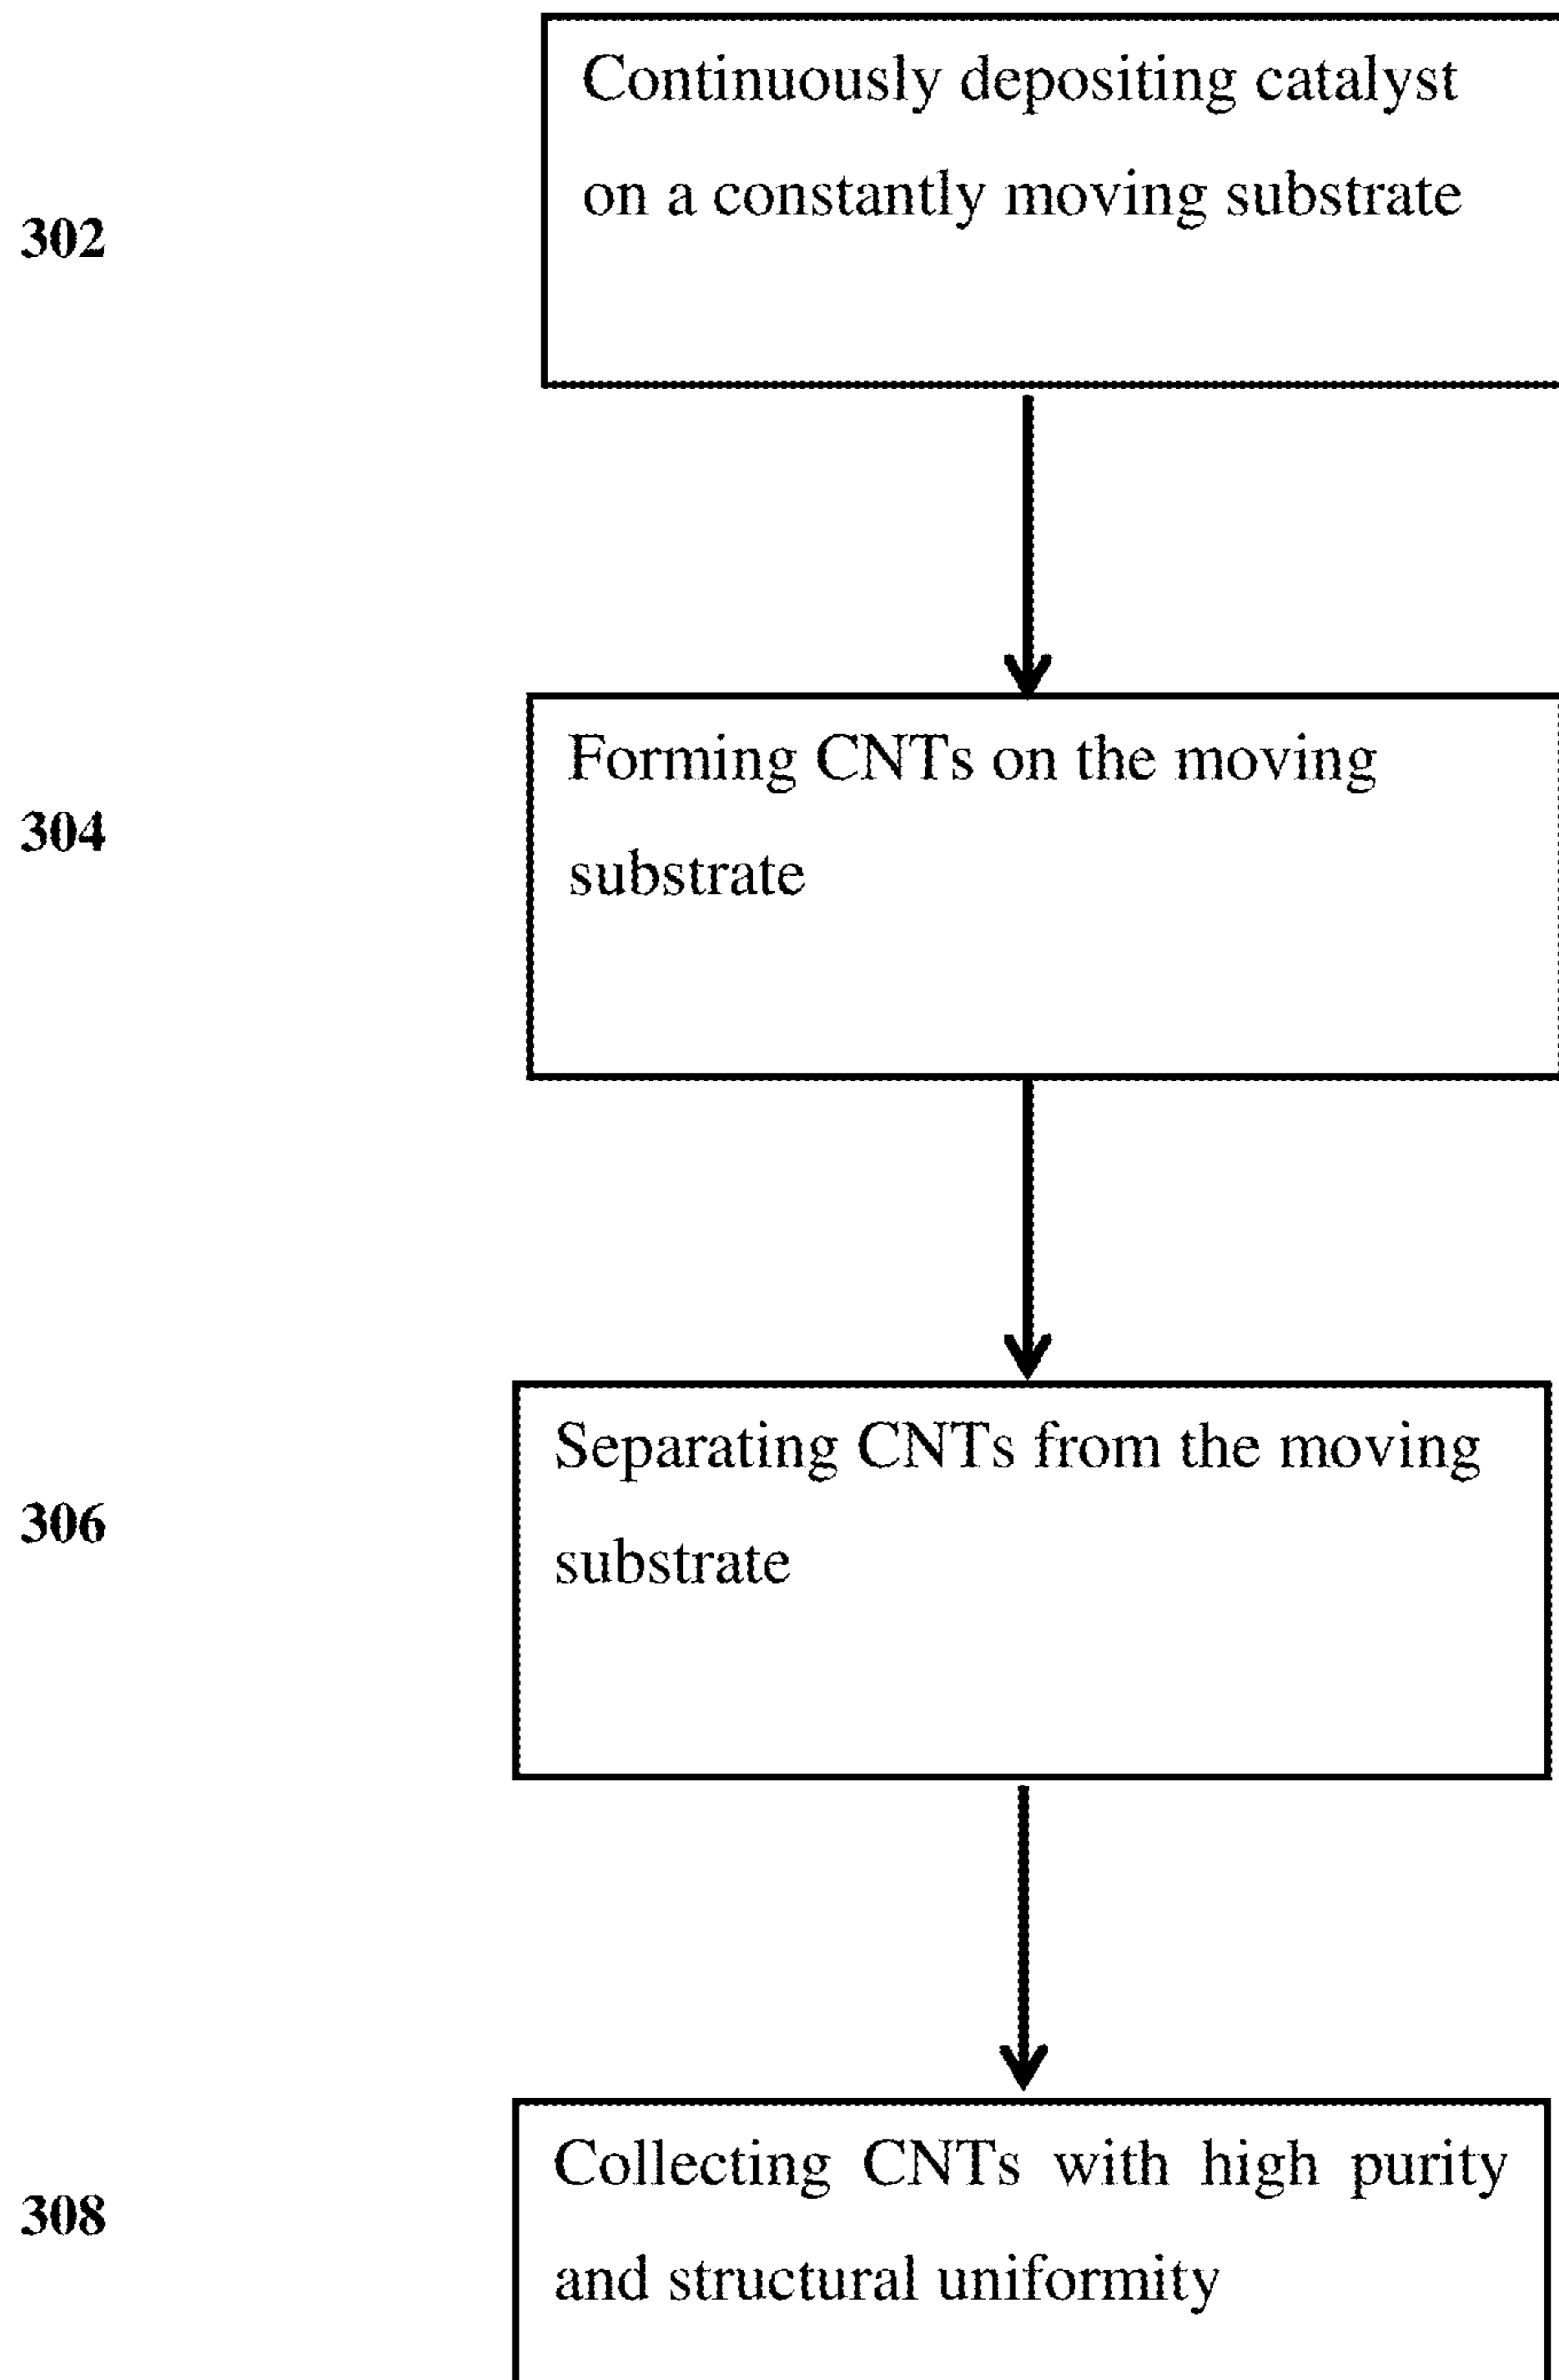 Continuously depositing catalyst
on a constantly moving substrate
302
Forming CNTs on the moving
304
substrate
Separating CNTs from the moving
306
substrate
Collecting CNTs with high purity
308
and structural uniformity